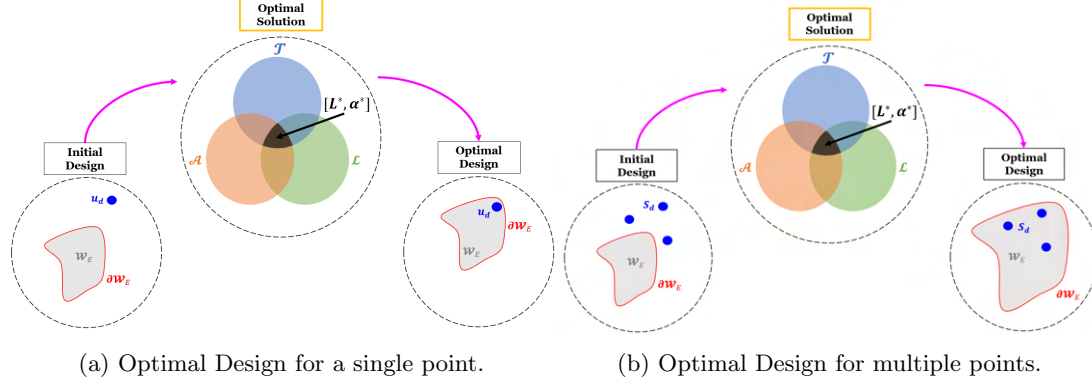 Optimal
Solution
𝒯
[L*, α*]
𝒜
ℒ
Initial
Design
Optimal
Design
u_d
𝒲_E
∂𝒲_E
u_d
𝒲_E
∂𝒲_E
(a) Optimal Design for a single point.
Optimal
Solution
𝒯
[L*, α*]
𝒜
ℒ
Initial
Design
Optimal
Design
S_d
𝒲_E
∂𝒲_E
S_d
𝒲_E
∂𝒲_E
(b) Optimal Design for multiple points.